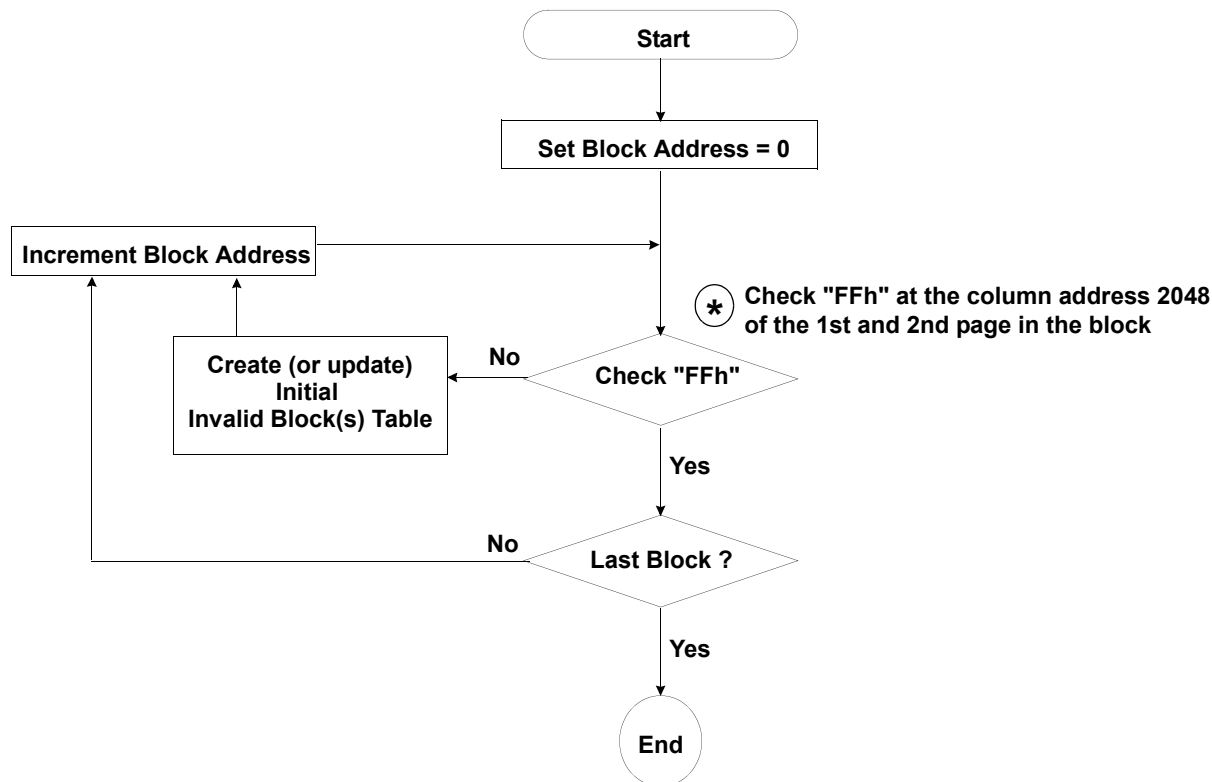 Start
Set Block Address = 0
Increment Block Address
* Check "FFh" at the column address 2048
of the 1st and 2nd page in the block
No
Create (or update)
Initial
Invalid Block(s) Table
Check "FFh"
Yes
No
Last Block ?
Yes
End